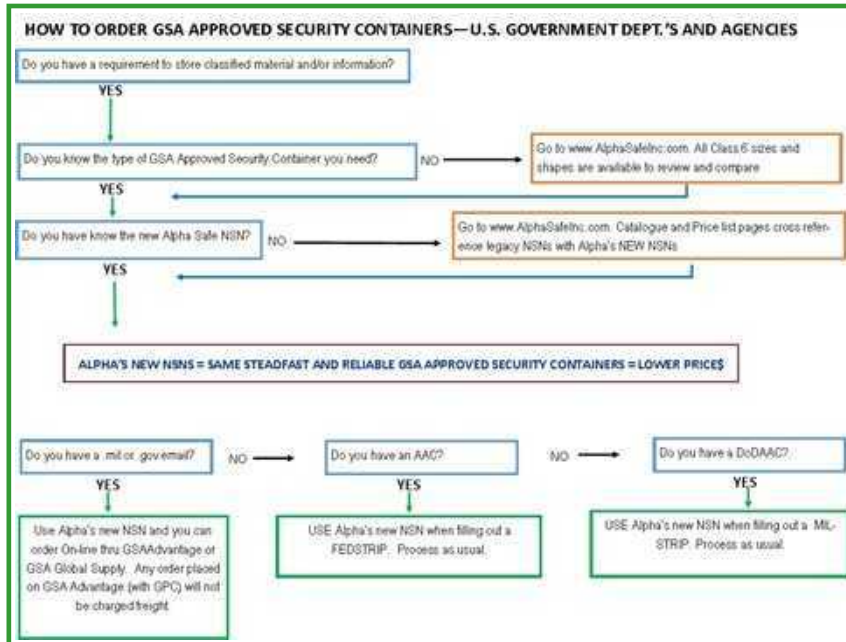 HOW TO ORDER GSA APPROVED SECURITY CONTAINERS—U.S. GOVERNMENT DEPT.'S AND AGENCIES
Do you have a requirement to store classified material and/or information?
YES
Do you know the type of GSA Approved Security Container you need?
NO
Go to www.AlphaSafeInc.com. All Class 6 sizes and
shapes are available to review and compare
YES
Do you have know the new Alpha Safe NSN?
NO
Go to www.AlphaSafeInc.com. Catalogue and Price list pages cross refer-
ence legacy NSNs with Alpha's NEW NSNs
YES
ALPHA'S NEW NSNS = SAME STEADFAST AND RELIABLE GSA APPROVED SECURITY CONTAINERS = LOWER PRICE$
Do you have a .mil or .gov email?
NO
Do you have an AAC?
NO
Do you have a DoDAAC?
YES
YES
YES
Use Alpha's new NSN and you can
order On-line thru GSAAdvantage or
GSA Global Supply. Any order placed
on GSA Advantage (with GPC) will not
be charged freight.
USE Alpha's new NSN when filling out a
FEDSTRIP. Process as usual.
USE Alpha's new NSN when filling out a MIL-
STRIP. Process as usual.